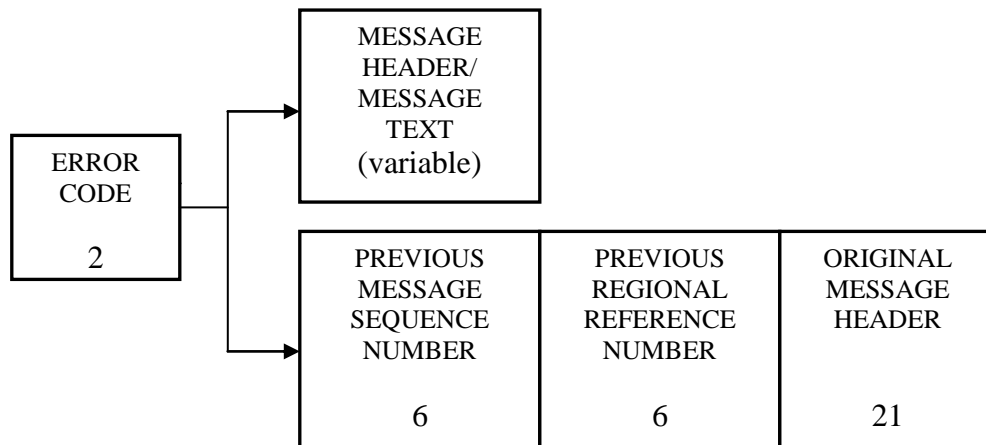 MESSAGE
HEADER/
MESSAGE
TEXT
(variable)
ERROR
CODE
2
PREVIOUS
MESSAGE
SEQUENCE
NUMBER
6
PREVIOUS
REGIONAL
REFERENCE
NUMBER
6
ORIGINAL
MESSAGE
HEADER
21